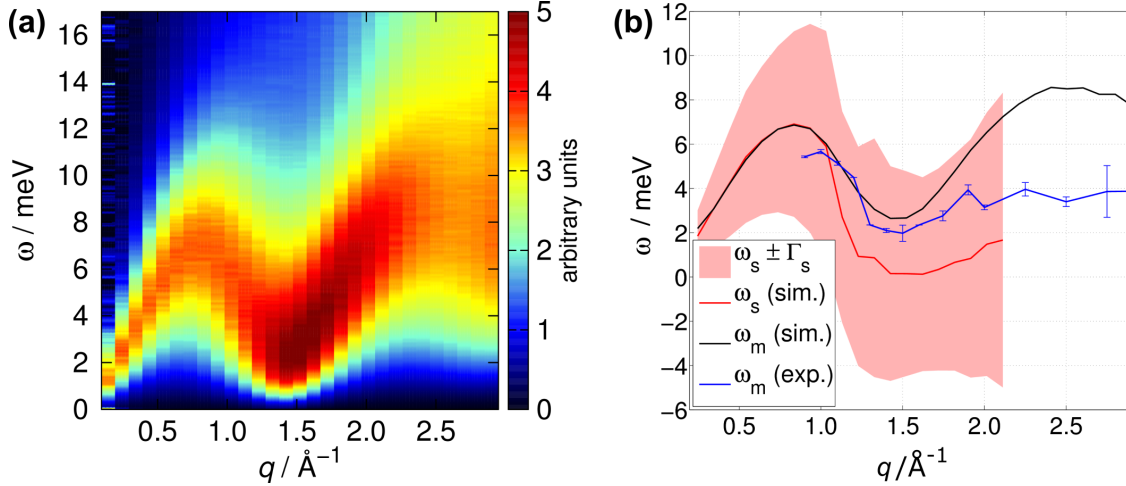 (a)
16
14
12
10
8
6
4
2
0
ω / meV
0.5 1.0 1.5 2.0 2.5
q / Å⁻¹
5
4
3
2
1
0
arbitrary units
(b)
12
10
8
6
4
2
0
−2
−4
−6
ω / meV
ωs ± Γs
ωs (sim.)
ωm (sim.)
ωm (exp.)
0.5 1.0 1.5 2.0 2.5
q/Å⁻¹